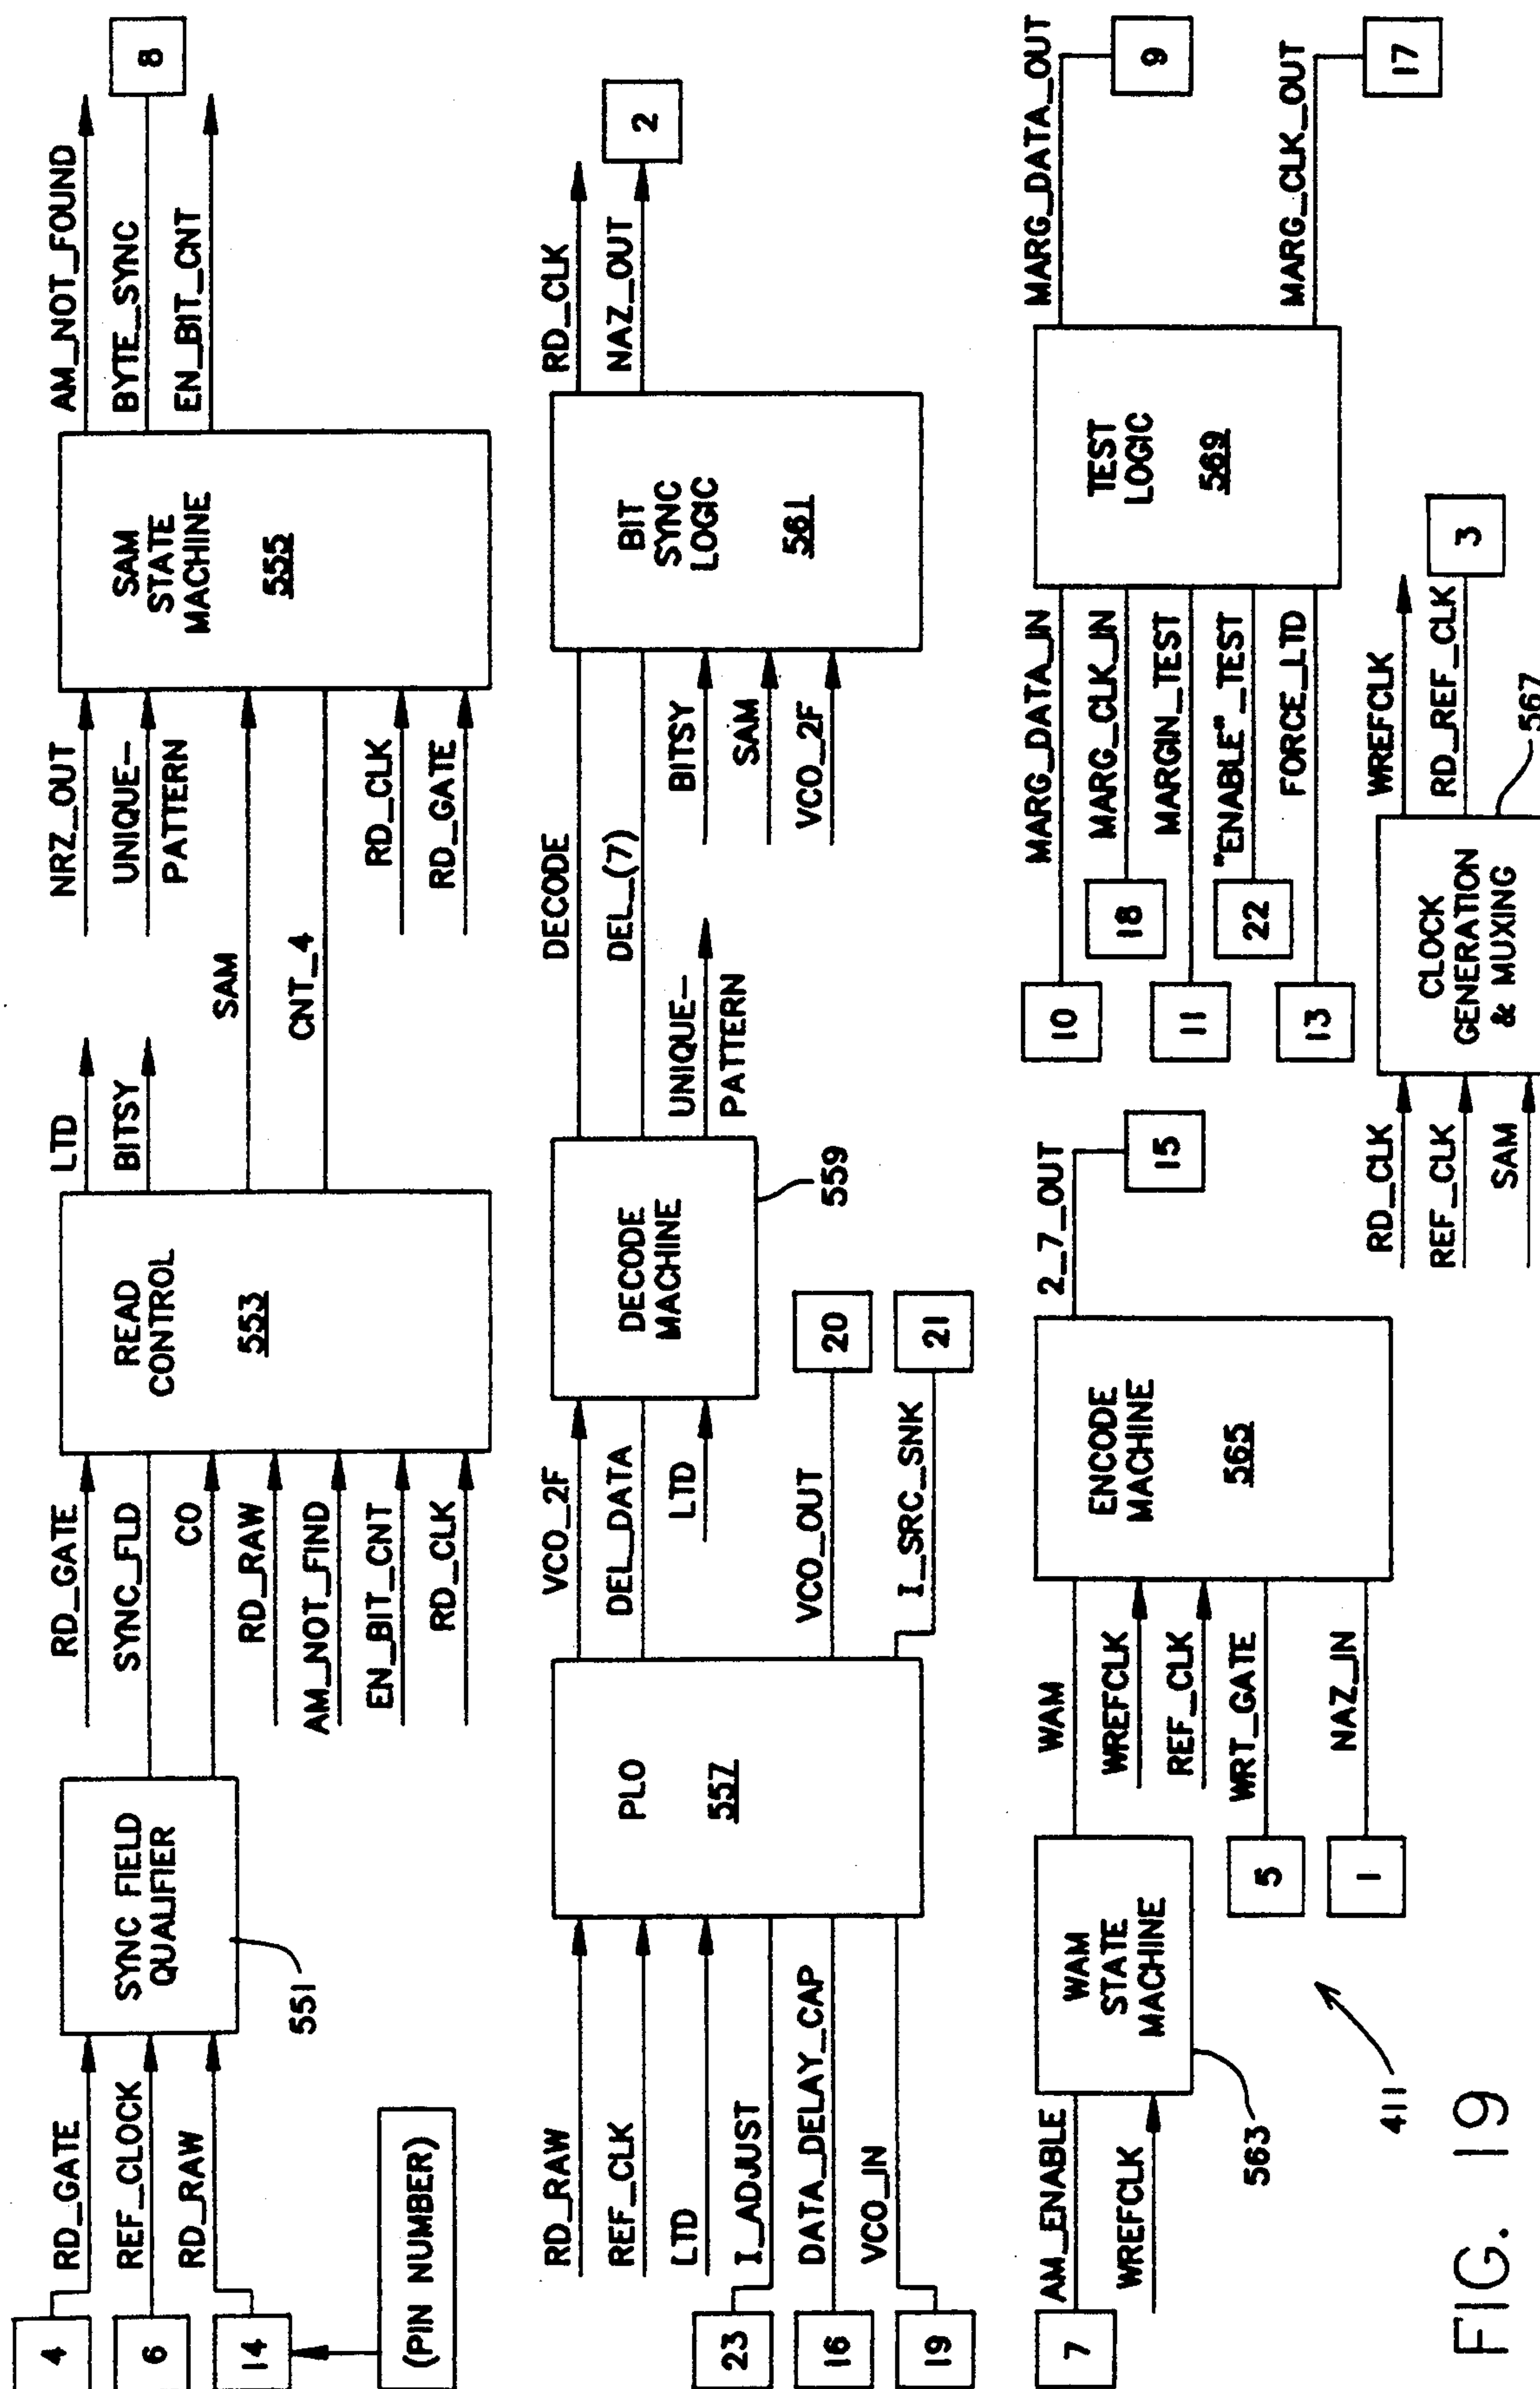 4
RD_GATE
6
REF_CLOCK
14
RD_RAW
(PIN NUMBER)
SYNC FIELD
QUALIFIER
551
RD_GATE
SYNC_FLD
CO
RD_RAW
AM_NOT_FIND
EN_BIT_CNT
RD_CLK
READ
CONTROL
553
LTD
BITSY
SAM
CNT_4
NRZ_OUT
UNIQUE-
PATTERN
RD_CLK
RD_GATE
SAM
STATE
MACHINE
555
AM_NOT_FOUND
BYTE_SYNC
EN_BIT_CNT
8
RD_RAW
REF_CLK
LTD
I_ADJUST
23
DATA_DELAY_CAP
16
VCO_IN
19
PLO
557
VCO_2F
DEL_DATA
LTD
VCO_OUT
20
I_SRC_SNK
21
DECODE
MACHINE
559
DECODE
DEL_(7)
UNIQUE-
PATTERN
BITSY
SAM
VCO_2F
BIT
SYNC
LOGIC
561
RD_CLK
NAZ_OUT
2
7
AM_ENABLE
WREFCLK
WAM
STATE
MACHINE
563
WAM
WREFCLK
REF_CLK
WRT_GATE
5
NAZ_IN
1
ENCODE
MACHINE
565
2_7_OUT
15
411
MARG_DATA_IN
10
MARG_CLK_IN
18
MARGIN_TEST
11
"ENABLE"_TEST
22
FORCE_LTD
13
TEST
LOGIC
569
MARG_DATA_OUT
9
MARG_CLK_OUT
17
RD_CLK
REF_CLK
SAM
CLOCK
GENERATION
& MUXING
567
WREFCLK
RD_REF_CLK
3
FIG. 19